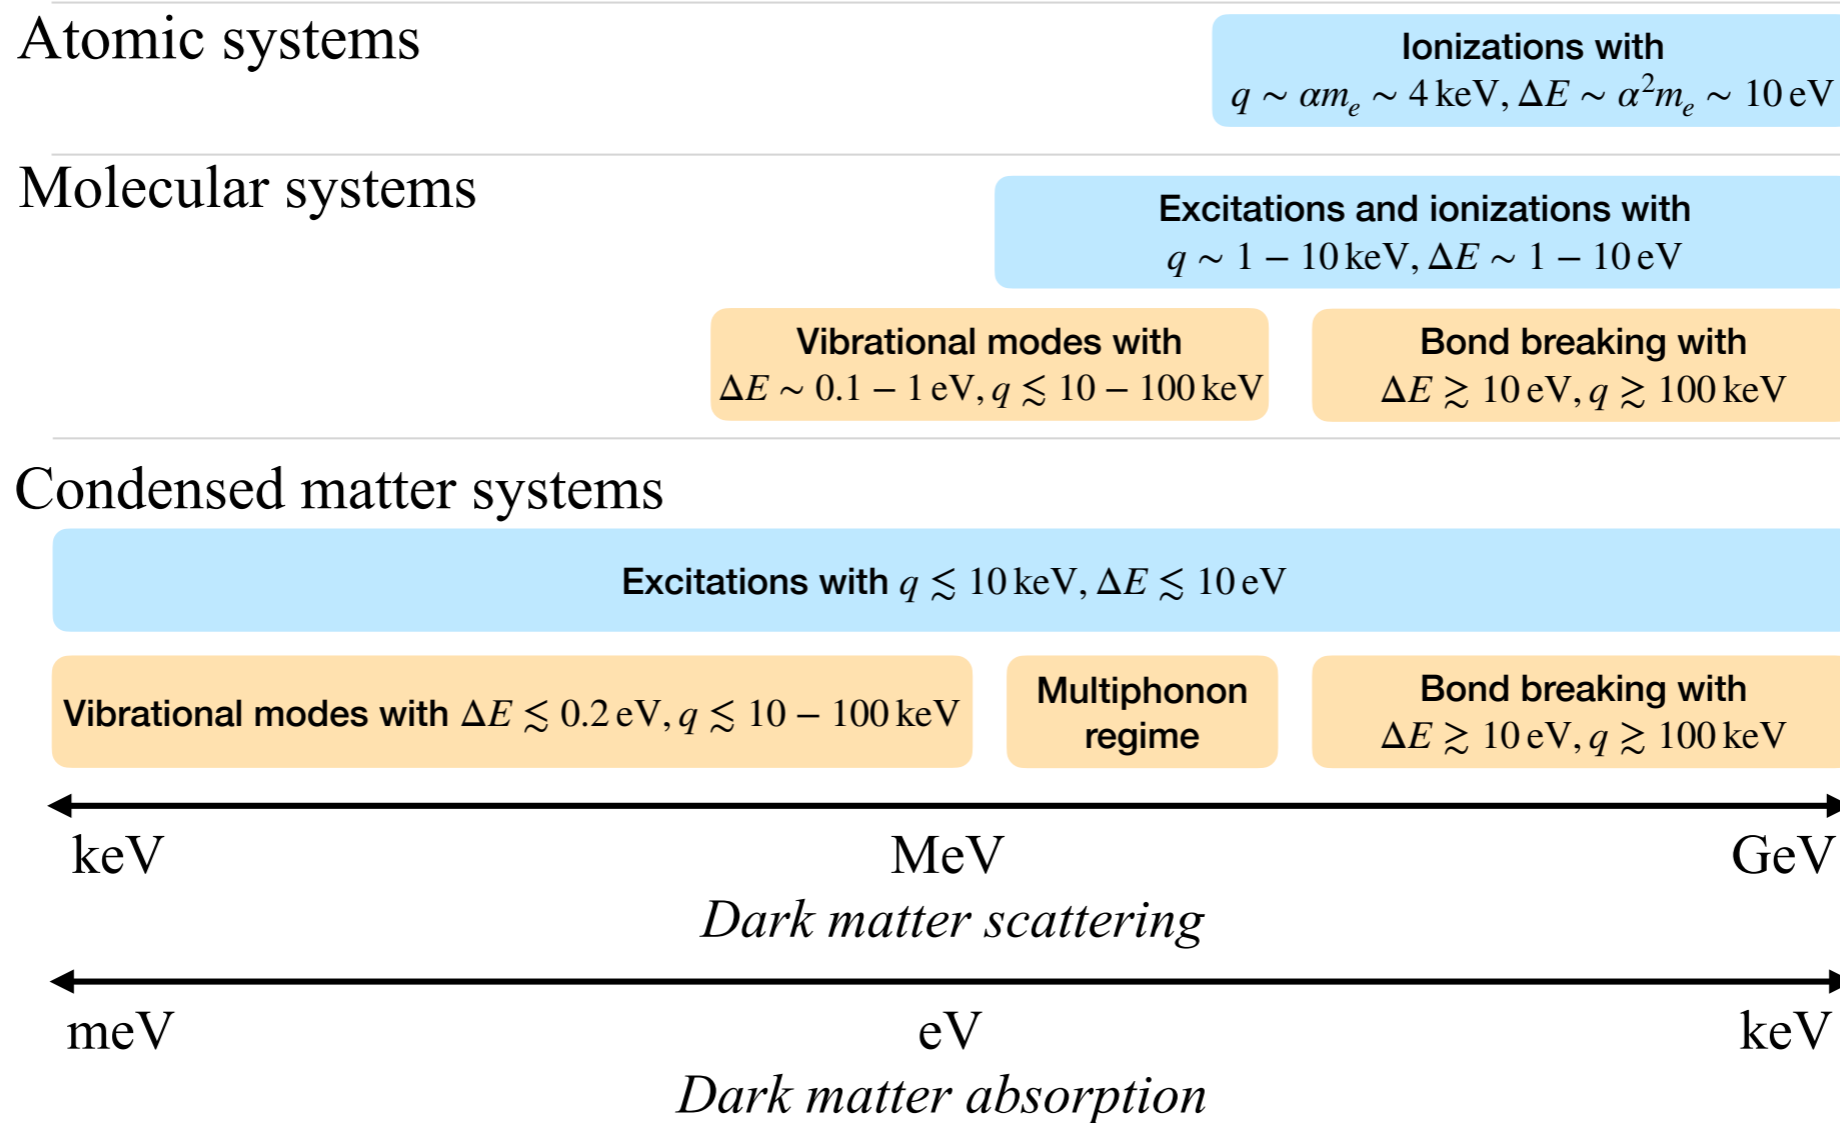 Atomic systems
Ionizations with
q ∼ αmₑ ∼ 4 keV, ΔE ∼ α²mₑ ∼ 10 eV
Molecular systems
Excitations and ionizations with
q ∼ 1 − 10 keV, ΔE ∼ 1 − 10 eV
Vibrational modes with
ΔE ∼ 0.1 − 1 eV, q ≲ 10 − 100 keV
Bond breaking with
ΔE ≳ 10 eV, q ≳ 100 keV
Condensed matter systems
Excitations with q ≲ 10 keV, ΔE ≲ 10 eV
Vibrational modes with ΔE ≲ 0.2 eV, q ≲ 10 − 100 keV
Multiphonon
regime
Bond breaking with
ΔE ≳ 10 eV, q ≳ 100 keV
keV MeV GeV
Dark matter scattering
meV eV keV
Dark matter absorption